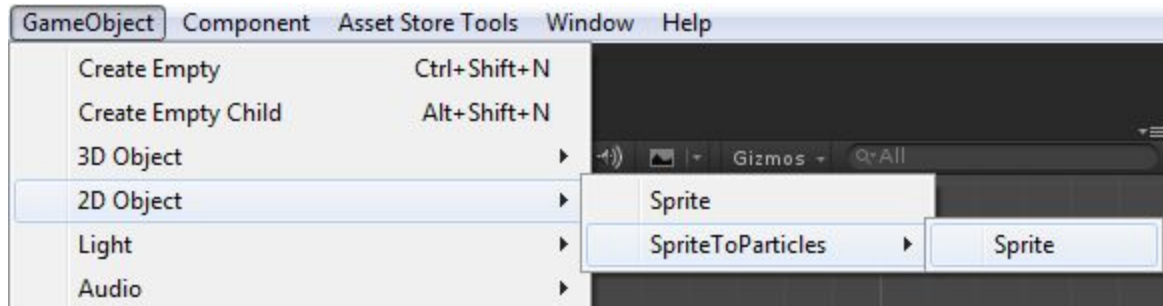 GameObject Component Asset Store Tools Window Help
Create Empty Ctrl+Shift+N
Create Empty Child Alt+Shift+N
3D Object Gizmos All
2D Object Sprite
Light SpriteToParticles Sprite
Audio